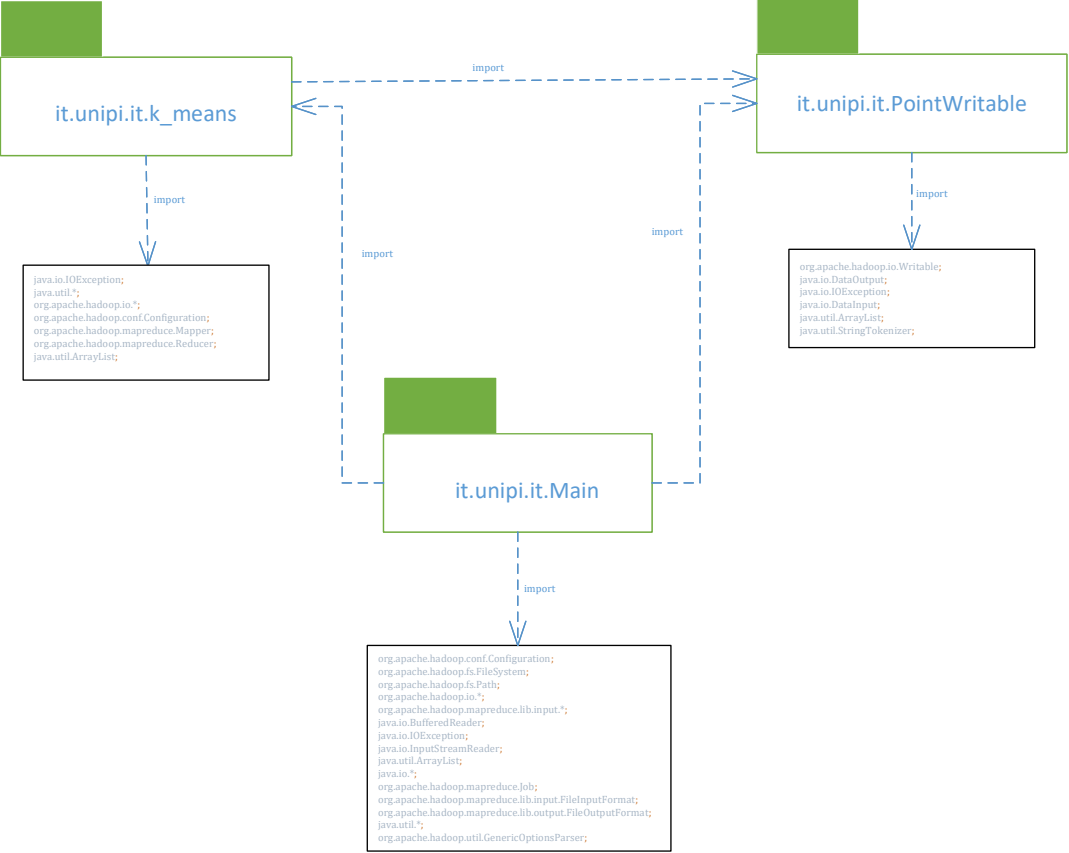 import
it.unipi.it.k_means
it.unipi.it.PointWritable
import
import
import
import
java.io.IOException;
java.util.*;
org.apache.hadoop.io.*;
org.apache.hadoop.conf.Configuration;
org.apache.hadoop.mapreduce.Mapper;
org.apache.hadoop.mapreduce.Reducer;
java.util.ArrayList;
org.apache.hadoop.io.Writable;
java.io.DataOutput;
java.io.IOException;
java.io.DataInput;
java.util.ArrayList;
java.util.StringTokenizer;
it.unipi.it.Main
import
org.apache.hadoop.conf.Configuration;
org.apache.hadoop.fs.FileSystem;
org.apache.hadoop.fs.Path;
org.apache.hadoop.io.*;
org.apache.hadoop.mapreduce.lib.input.*;
java.io.BufferedReader;
java.io.IOException;
java.io.InputStreamReader;
java.util.ArrayList;
java.io.*;
org.apache.hadoop.mapreduce.Job;
org.apache.hadoop.mapreduce.lib.input.FileInputFormat;
org.apache.hadoop.mapreduce.lib.output.FileOutputFormat;
java.util.*;
org.apache.hadoop.util.GenericOptionsParser;